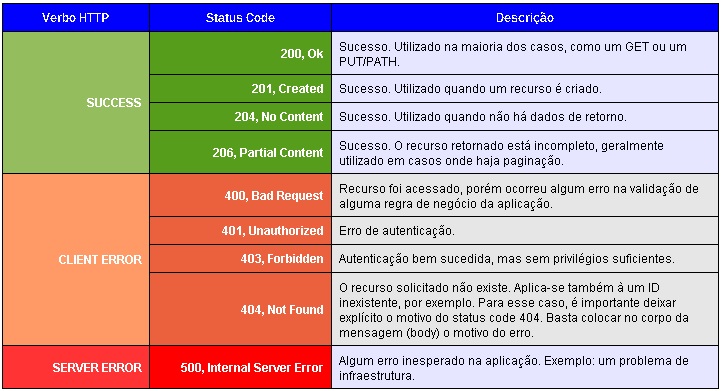 Verbo HTTP Status Code Descrição
200, Ok Sucesso. Utilizado na maioria dos casos, como um GET ou um
PUT/PATH.
201, Created Sucesso. Utilizado quando um recurso é criado.
SUCCESS
204, No Content Sucesso. Utilizado quando não há dados de retorno.
206, Partial Content Sucesso. O recurso retornado está incompleto, geralmente
utilizado em casos onde haja paginação.
400, Bad Request Recurso foi acessado, porém ocorreu algum erro na validação de
alguma regra de negócio da aplicação.
401, Unauthorized Erro de autenticação.
CLIENT ERROR 403, Forbidden Autenticação bem sucedida, mas sem privilégios suficientes.
404, Not Found O recurso solicitado não existe. Aplica-se também à um ID
inexistente, por exemplo. Para esse caso, é importante deixar
explícito o motivo do status code 404. Basta colocar no corpo da
mensagem (body) o motivo do erro.
SERVER ERROR 500, Internal Server Error Algum erro inesperado na aplicação. Exemplo: um problema de
infraestrutura.